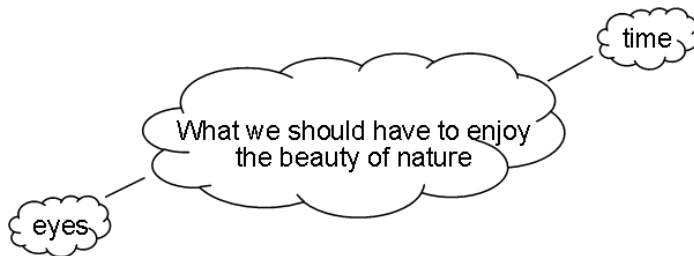 time
What we should have to enjoy
the beauty of nature
eyes